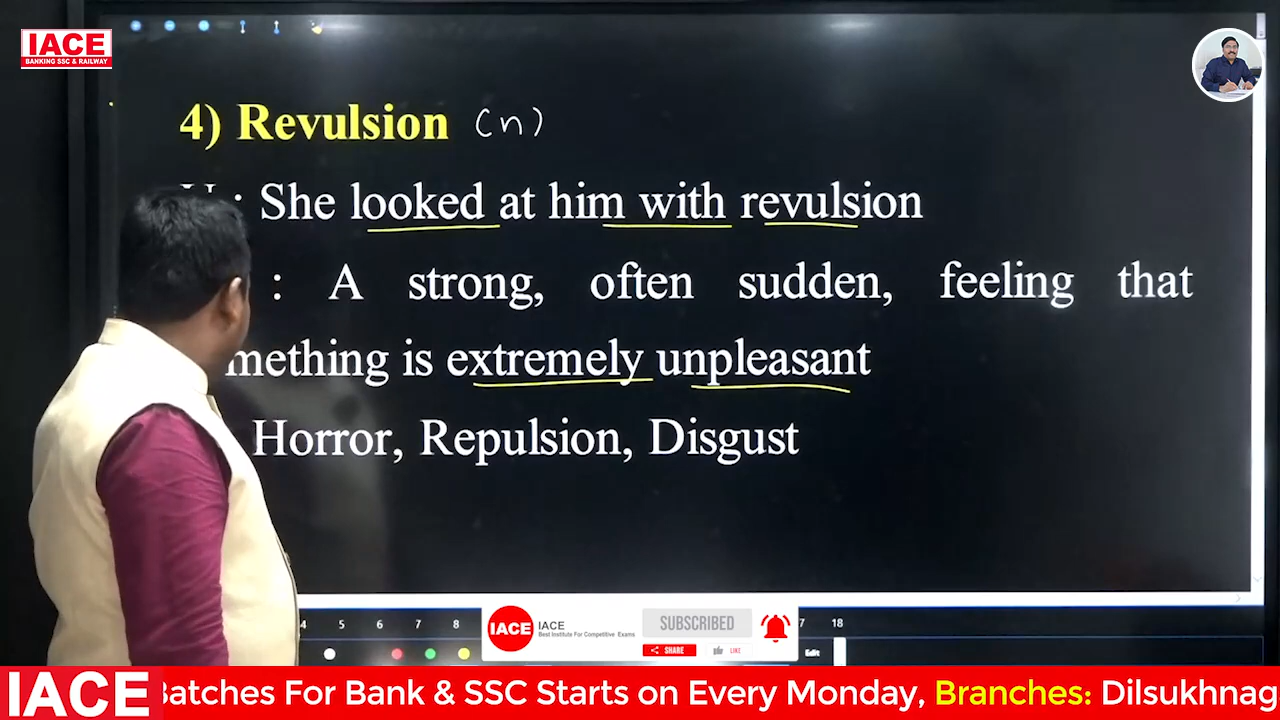 IACE
BANKING SSC & RAILWAY
4) Revulsion (n)
: She looked at him with revulsion
: A strong, often sudden, feeling that
mething is extremely unpleasant
Horror, Repulsion, Disgust
4 5 6 7 8 7 18
IACE IACE SUBSCRIBED
Best Institute For Competitive Exams
SHARE LIKE Edit
IACE Batches For Bank & SSC Starts on Every Monday, Branches: Dilsukhnag